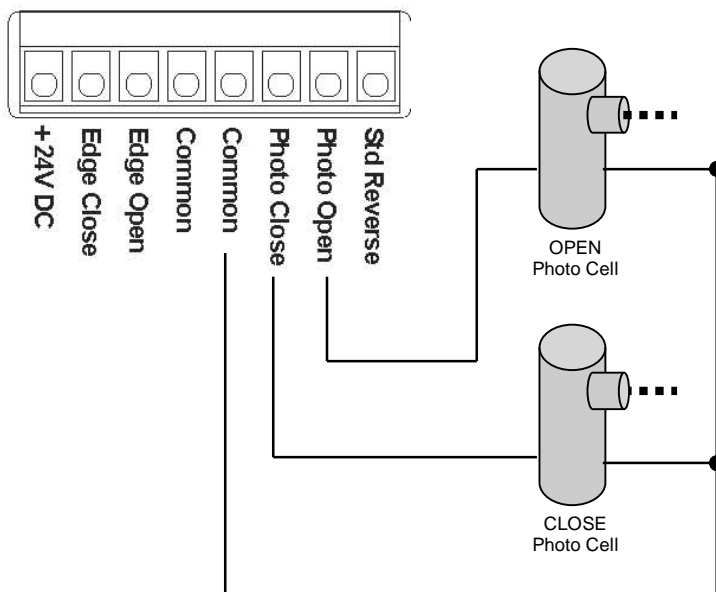 + 24V DC
Edge Close
Edge Open
Common
Common
Photo Close
Photo Open
Std Reverse
OPEN
Photo Cell
CLOSE
Photo Cell